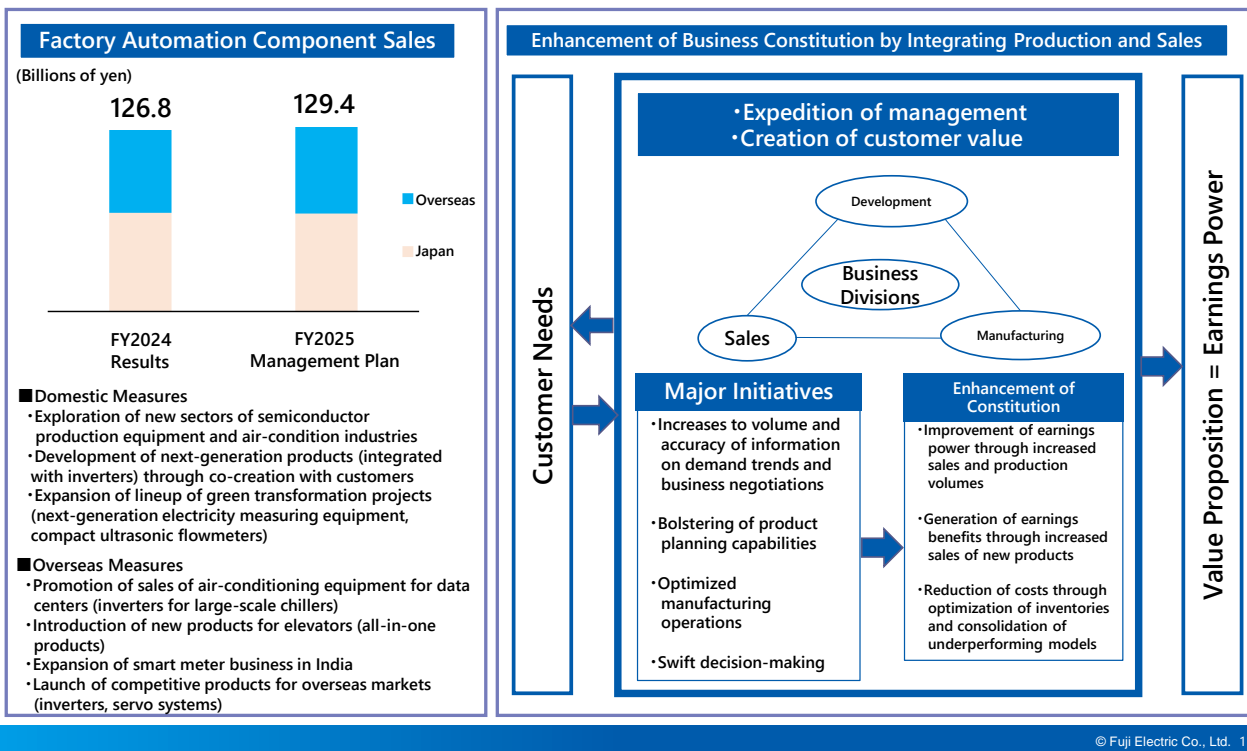 Factory Automation Component Sales
(Billions of yen)
126.8
129.4
Overseas
Japan
FY2024
Results
FY2025
Management Plan
■Domestic Measures
・Exploration of new sectors of semiconductor
production equipment and air-condition industries
・Development of next-generation products (integrated
with inverters) through co-creation with customers
・Expansion of lineup of green transformation projects
(next-generation electricity measuring equipment,
compact ultrasonic flowmeters)
■Overseas Measures
・Promotion of sales of air-conditioning equipment for data
centers (inverters for large-scale chillers)
・Introduction of new products for elevators (all-in-one
products)
・Expansion of smart meter business in India
・Launch of competitive products for overseas markets
(inverters, servo systems)
Enhancement of Business Constitution by Integrating Production and Sales
Customer Needs
・Expedition of management
・Creation of customer value
Development
Business
Divisions
Sales
Manufacturing
Major Initiatives
・Increases to volume and
accuracy of information
on demand trends and
business negotiations
・Bolstering of product
planning capabilities
・Optimized
manufacturing
operations
・Swift decision-making
Enhancement of
Constitution
・Improvement of earnings
power through increased
sales and production
volumes
・Generation of earnings
benefits through increased
sales of new products
・Reduction of costs through
optimization of inventories
and consolidation of
underperforming models
Value Proposition = Earnings Power
© Fuji Electric Co., Ltd. 1